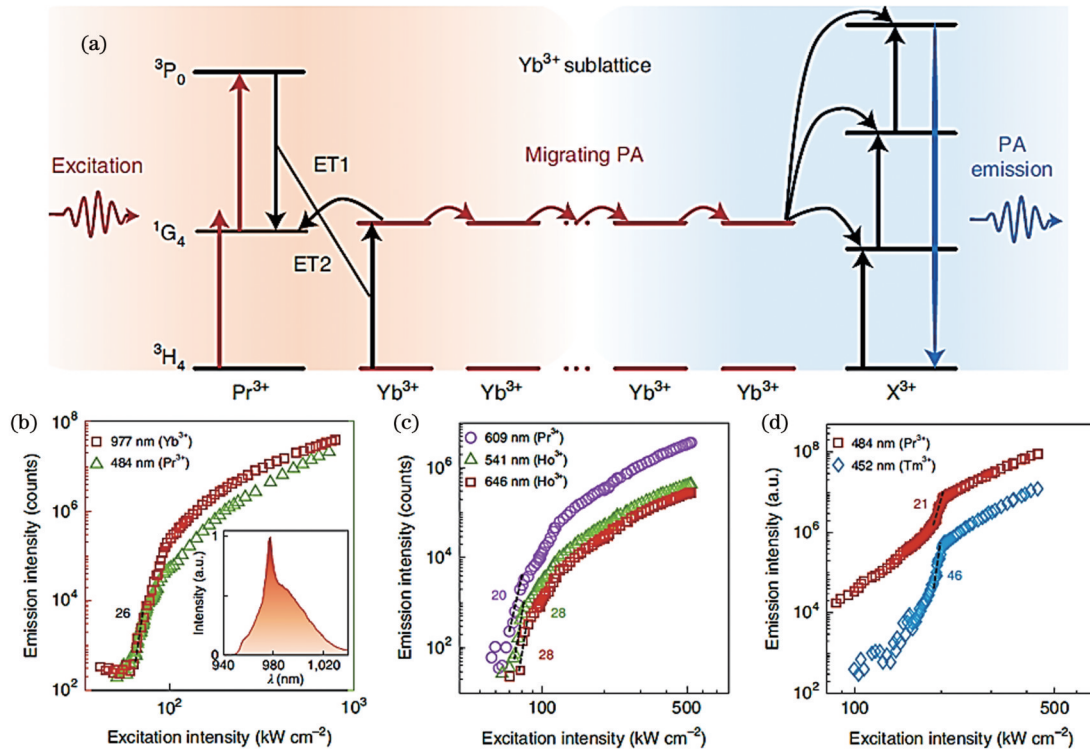 (a)
³P₀
Yb³⁺ sublattice
Excitation
ET1
Migrating PA
PA
emission
¹G₄
ET2
³H₄
Pr³⁺
Yb³⁺
Yb³⁺
Yb³⁺
Yb³⁺
X³⁺
(b)
10⁸
977 nm (Yb³⁺)
484 nm (Pr³⁺)
10⁶
10⁴
10²
26
Emission intensity (counts)
1
0
Intensity (a.u.)
940
980
1,020
λ (nm)
10²
10³
Excitation intensity (kW cm⁻²)
(c)
609 nm (Pr³⁺)
541 nm (Ho³⁺)
646 nm (Ho³⁺)
10⁶
10⁴
10²
20
28
28
Emission intensity (counts)
100
500
Excitation intensity (kW cm⁻²)
(d)
484 nm (Pr³⁺)
452 nm (Tm³⁺)
10⁸
10⁶
10⁴
10²
21
46
Emission intensity (a.u.)
100
500
Excitation intensity (kW cm⁻²)